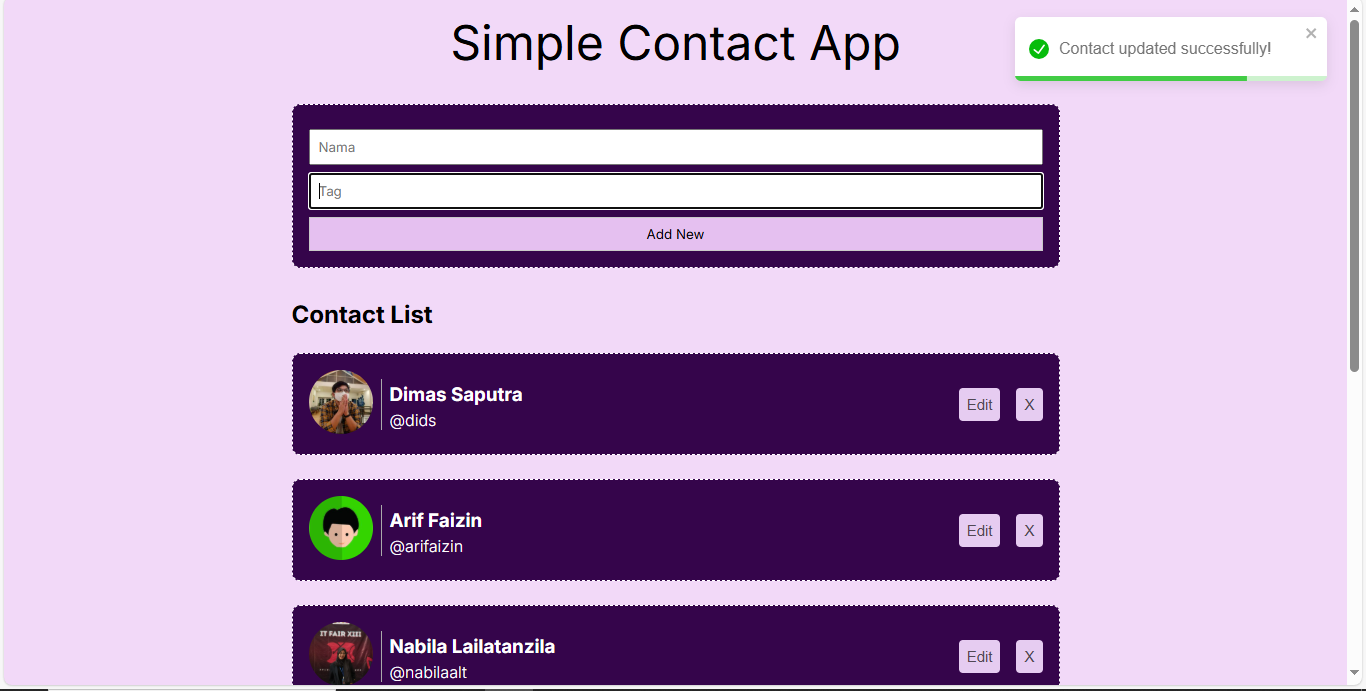 Simple Contact App
Contact updated successfully!
Nama
Tag
Add New
Contact List
Dimas Saputra
@dids
Edit
X
Arif Faizin
@arifaizin
Edit
X
IT FAIR XIII
Nabila Lailatanzila
@nabilaalt
Edit
X